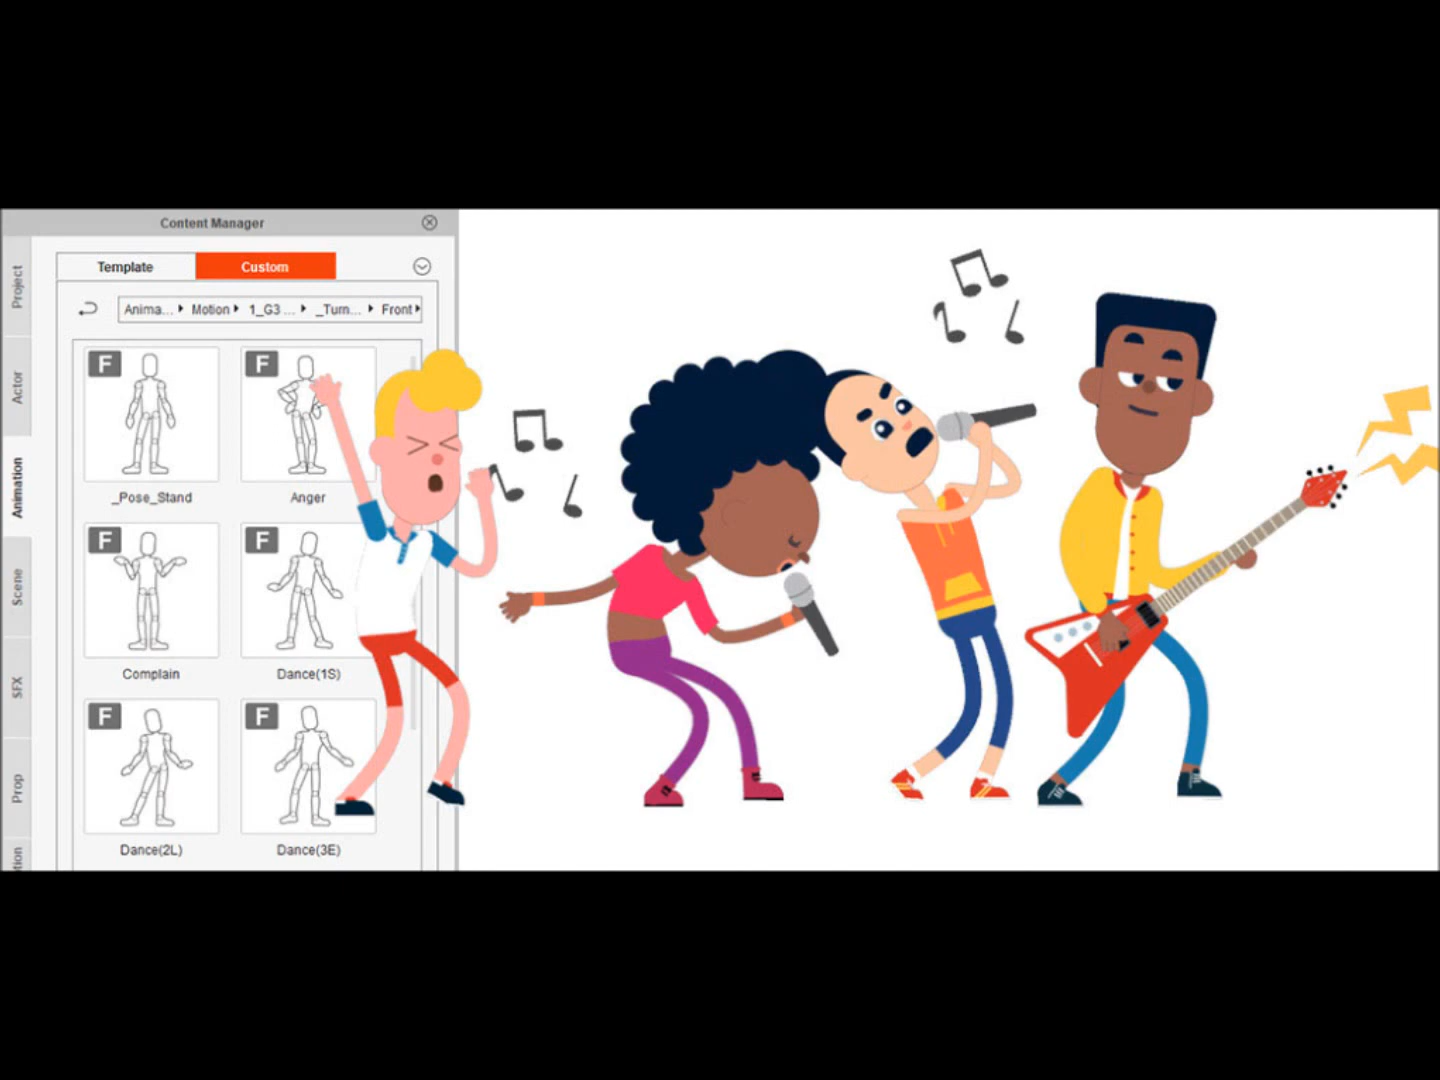 Content Manager
Template
Custom
Anima...
Motion
1_G3 ...
_Turn...
Front
Project
Actor
Animation
Scene
SFX
Prop
tion
F
F
_Pose_Stand
Anger
F
F
Complain
Dance(1S)
F
F
Dance(2L)
Dance(3E)